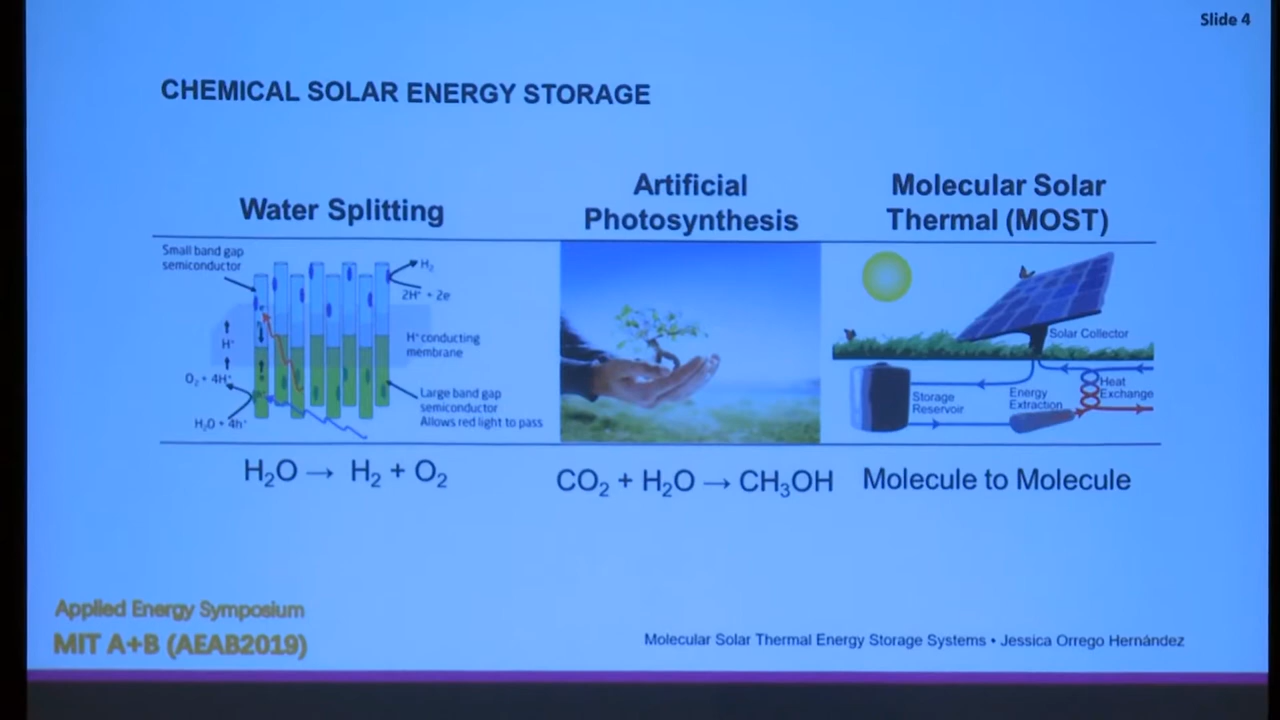 Slide 4
CHEMICAL SOLAR ENERGY STORAGE
Water Splitting
Artificial
Photosynthesis
Molecular Solar
Thermal (MOST)
Small band gap
semiconductor
H₂
2H⁺ + 2e
H⁺
H⁺conducting
membrane
O₂ + 4H⁺
H₂O + 4h⁺
Large band gap
semiconductor
Allows red light to pass
Solar Collector
Storage
Reservoir
Energy
Extraction
Heat
Exchange
H₂O → H₂ + O₂
CO₂ + H₂O → CH₃OH
Molecule to Molecule
Applied Energy Symposium
MIT A+B (AEAB2019)
Molecular Solar Thermal Energy Storage Systems • Jessica Orrego Hernández